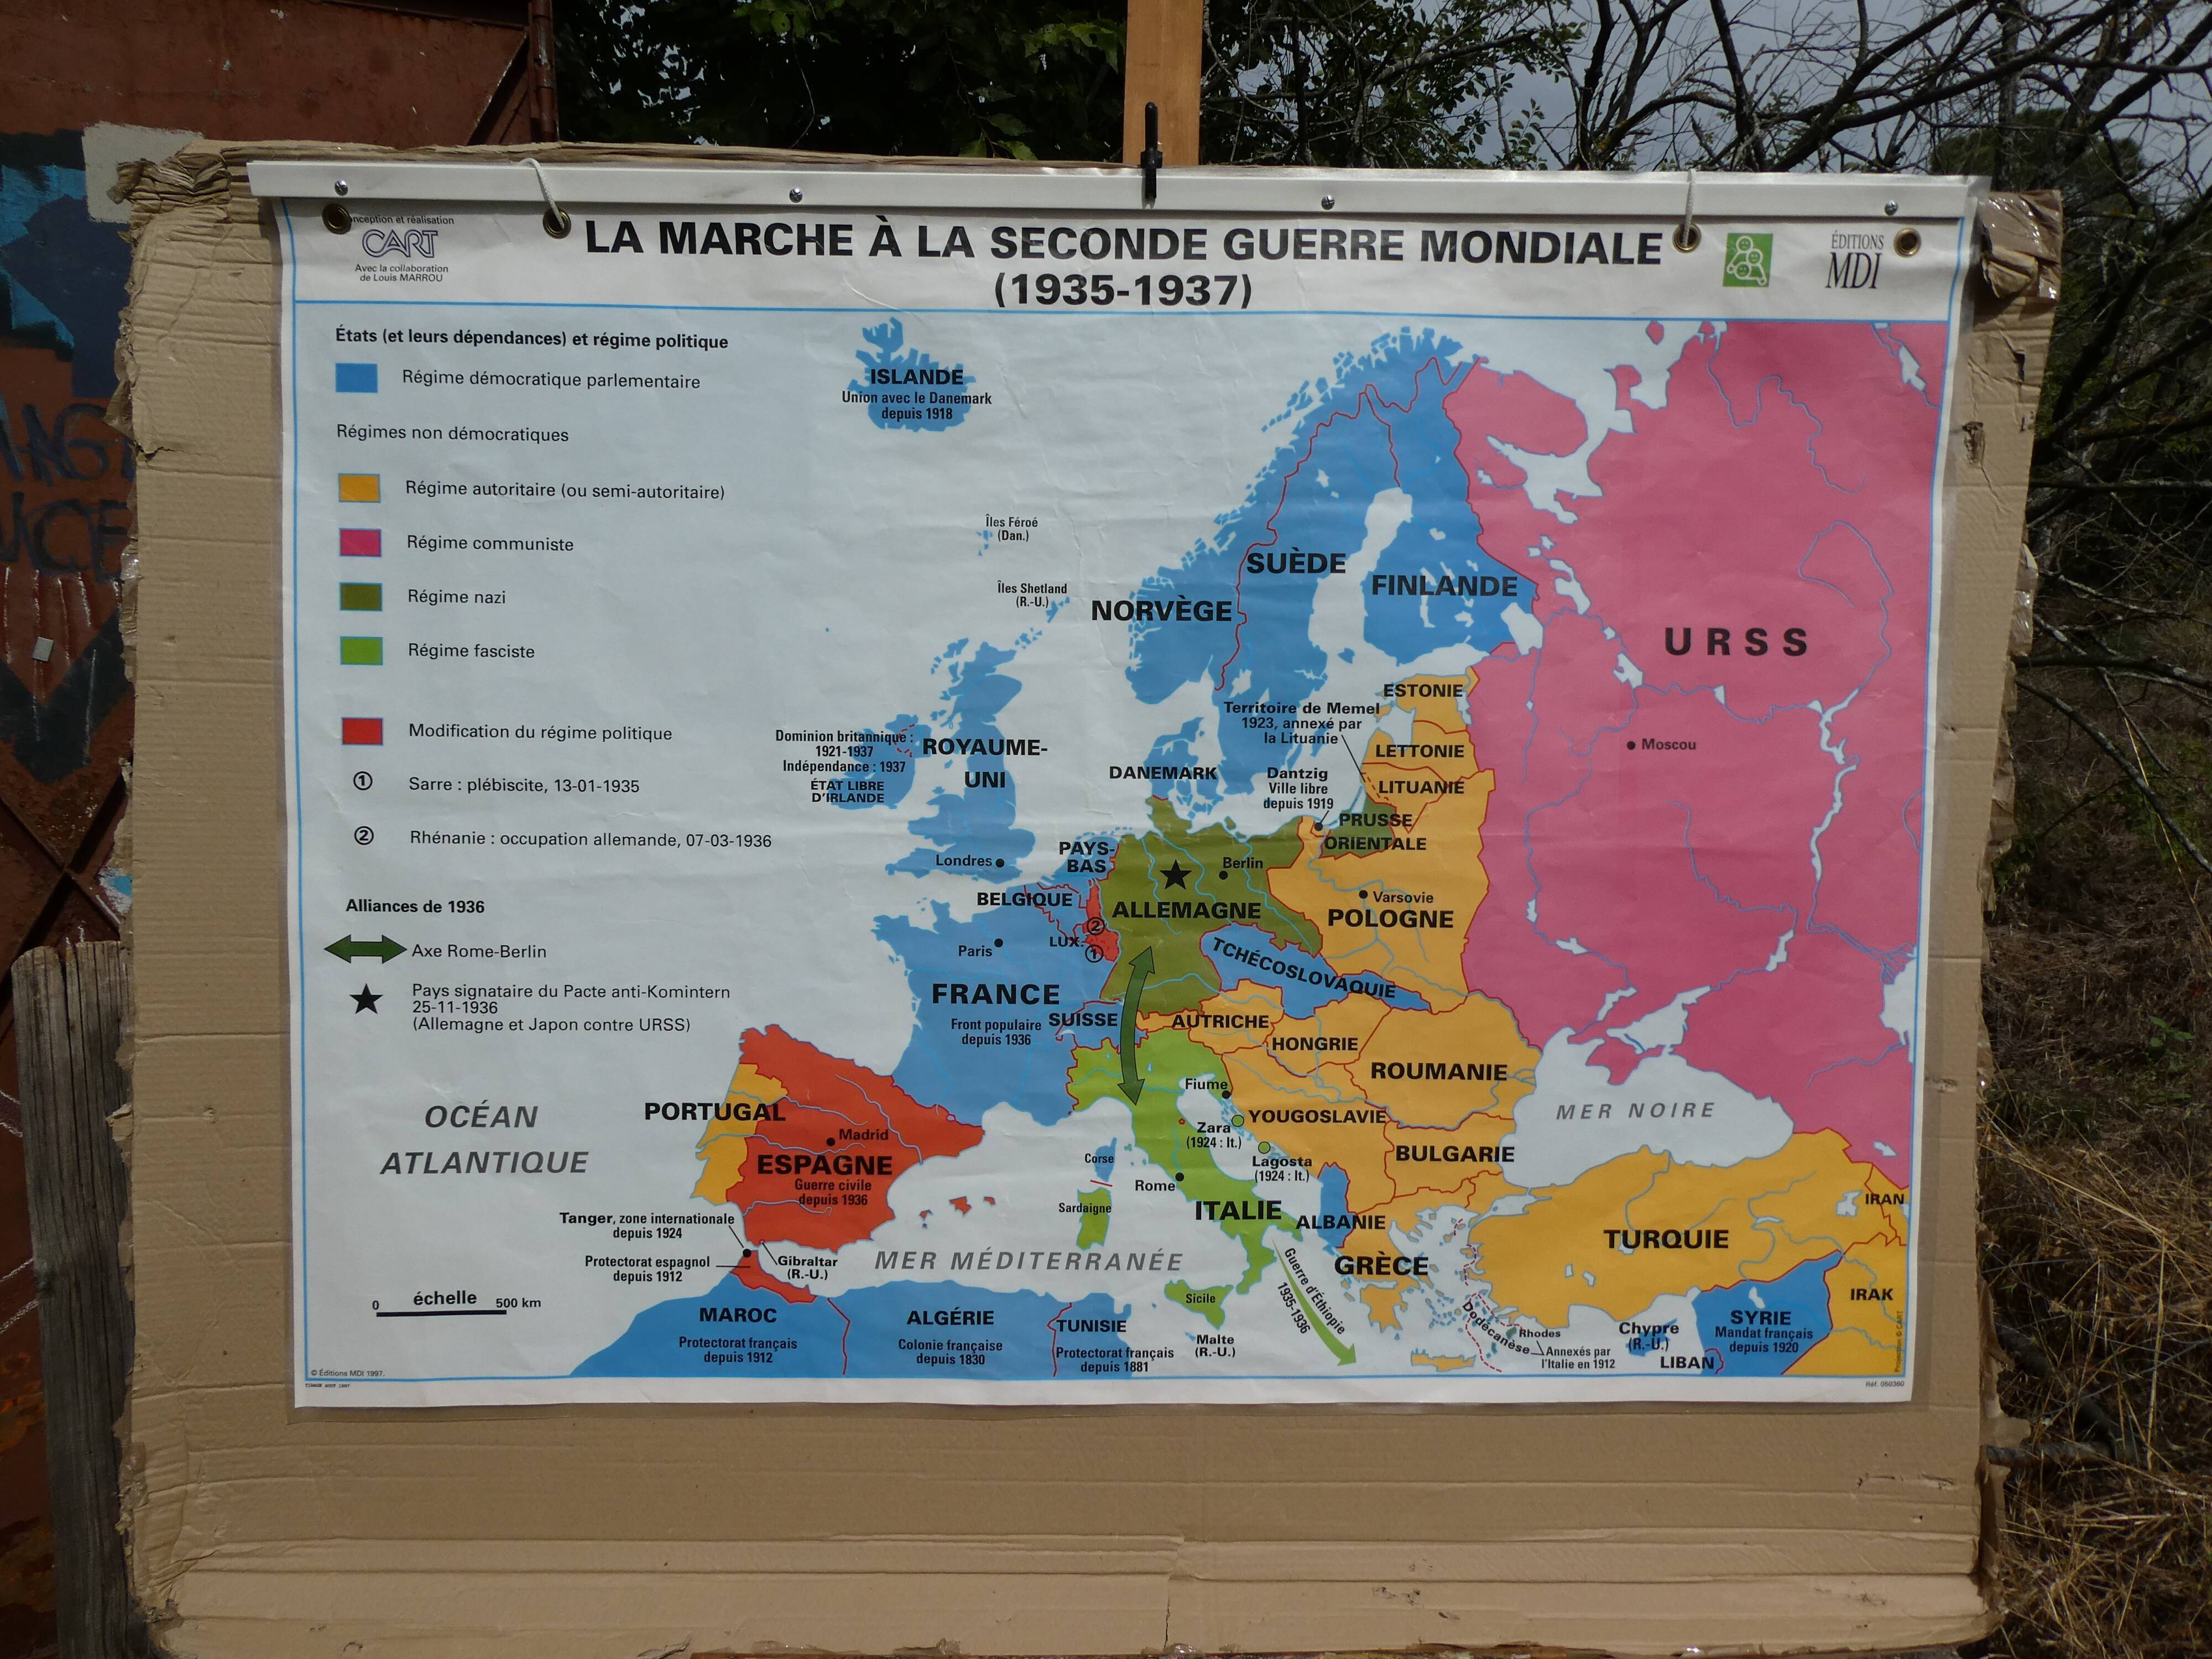 nception et réalisation
CART
Avec la collaboration
de Louis MARROU
LA MARCHE À LA SECONDE GUERRE MONDIALE
(1935-1937)
ÉDITIONS
MDI
États (et leurs dépendances) et régime politique
Régime démocratique parlementaire
Régimes non démocratiques
Régime autoritaire (ou semi-autoritaire)
Régime communiste
Régime nazi
Régime fasciste
Modification du régime politique
① Sarre : plébiscite, 13-01-1935
② Rhénanie : occupation allemande, 07-03-1936
Alliances de 1936
Axe Rome-Berlin
Pays signataire du Pacte anti-Komintern
25-11-1936
(Allemagne et Japon contre URSS)
ISLANDE
Union avec le Danemark
depuis 1918
Îles Féroé
(Dan.)
Îles Shetland
(R.-U.)
NORVÈGE
SUÈDE
FINLANDE
URSS
Moscou
ESTONIE
Territoire de Memel
1923, annexé par
la Lituanie
LETTONIE
LITUANIE
Dominion britannique :
1921-1937
Indépendance : 1937
ÉTAT LIBRE
D'IRLANDE
ROYAUME-
UNI
Londres
DANEMARK
Dantzig
Ville libre
depuis 1919
PRUSSE
ORIENTALE
PAYS-
BAS
BELGIQUE
LUX.
②
①
Berlin
ALLEMAGNE
Varsovie
POLOGNE
TCHÉCOSLOVAQUIE
Paris
FRANCE
Front populaire
depuis 1936
SUISSE
AUTRICHE
HONGRIE
ROUMANIE
MER NOIRE
OCÉAN
ATLANTIQUE
PORTUGAL
Madrid
ESPAGNE
Guerre civile
depuis 1936
Fiume
YOUGOSLAVIE
Zara
(1924 : It.)
Lagosta
(1924 : It.)
BULGARIE
Corse
Sardaigne
Rome
ITALIE
ALBANIE
GRÈCE
TURQUIE
IRAN
IRAK
Tanger, zone internationale
depuis 1924
Protectorat espagnol
depuis 1912
Gibraltar
(R.-U.)
MER MÉDITERRANÉE
Sicile
Malte
(R.-U.)
Guerre d'Éthiopie
1935-1936
Dodécanèse
Rhodes
Annexés par
l'Italie en 1912
Chypre
(R.-U.)
SYRIE
Mandat français
depuis 1920
LIBAN
échelle
0 500 km
MAROC
Protectorat français
depuis 1912
ALGÉRIE
Colonie française
depuis 1830
TUNISIE
Protectorat français
depuis 1881
© Éditions MDI 1997.
Réf. 050360